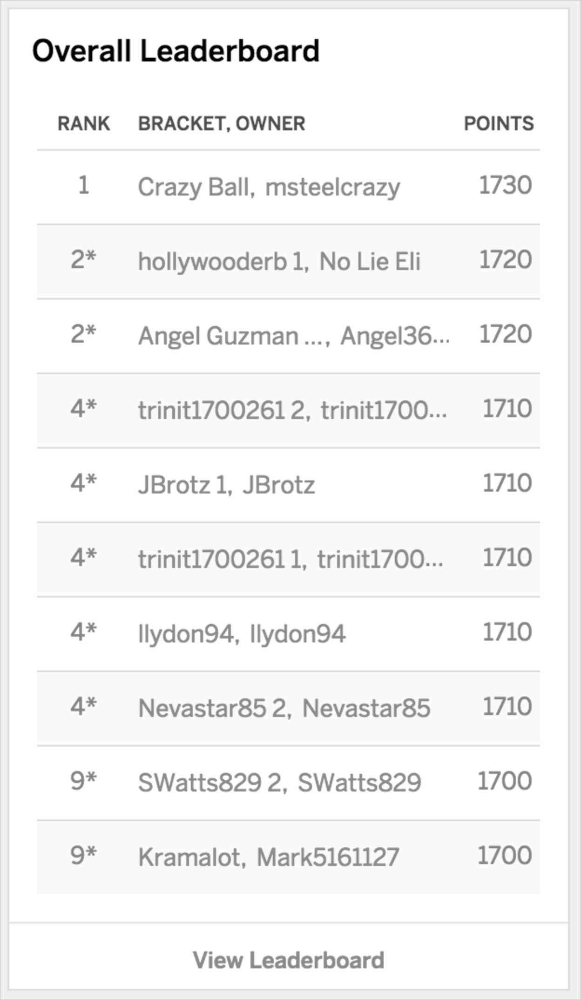 Overall Leaderboard
RANK BRACKET, OWNER POINTS
1 Crazy Ball, msteelcrazy 1730
2* hollywooderb 1, No Lie Eli 1720
2* Angel Guzman ..., Angel36... 1720
4* trinit1700261 2, trinit1700... 1710
4* JBrotz 1, JBrotz 1710
4* trinit1700261 1, trinit1700... 1710
4* llydon94, llydon94 1710
4* Nevastar85 2, Nevastar85 1710
9* SWatts829 2, SWatts829 1700
9* Kramalot, Mark5161127 1700
View Leaderboard